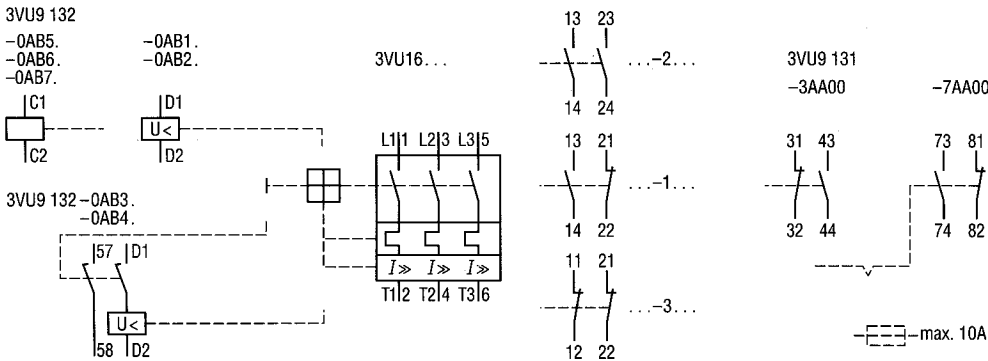 3VU9 132
-0AB5.
-0AB6.
-0AB7.
-0AB1.
-0AB2.
C1
C2
D1
U<
D2
3VU9 132 -0AB3.
-0AB4.
57
D1
U<
58
D2
3VU16...
L1 1 L2 3 L3 5
I» I» I»
T1 2 T2 4 T3 6
13 23
...-2...
14 24
13 21
...-1...
14 22
11 21
...-3...
12 22
3VU9 131
-3AA00
-7AA00
31 43
32 44
73 81
74 82
max. 10A